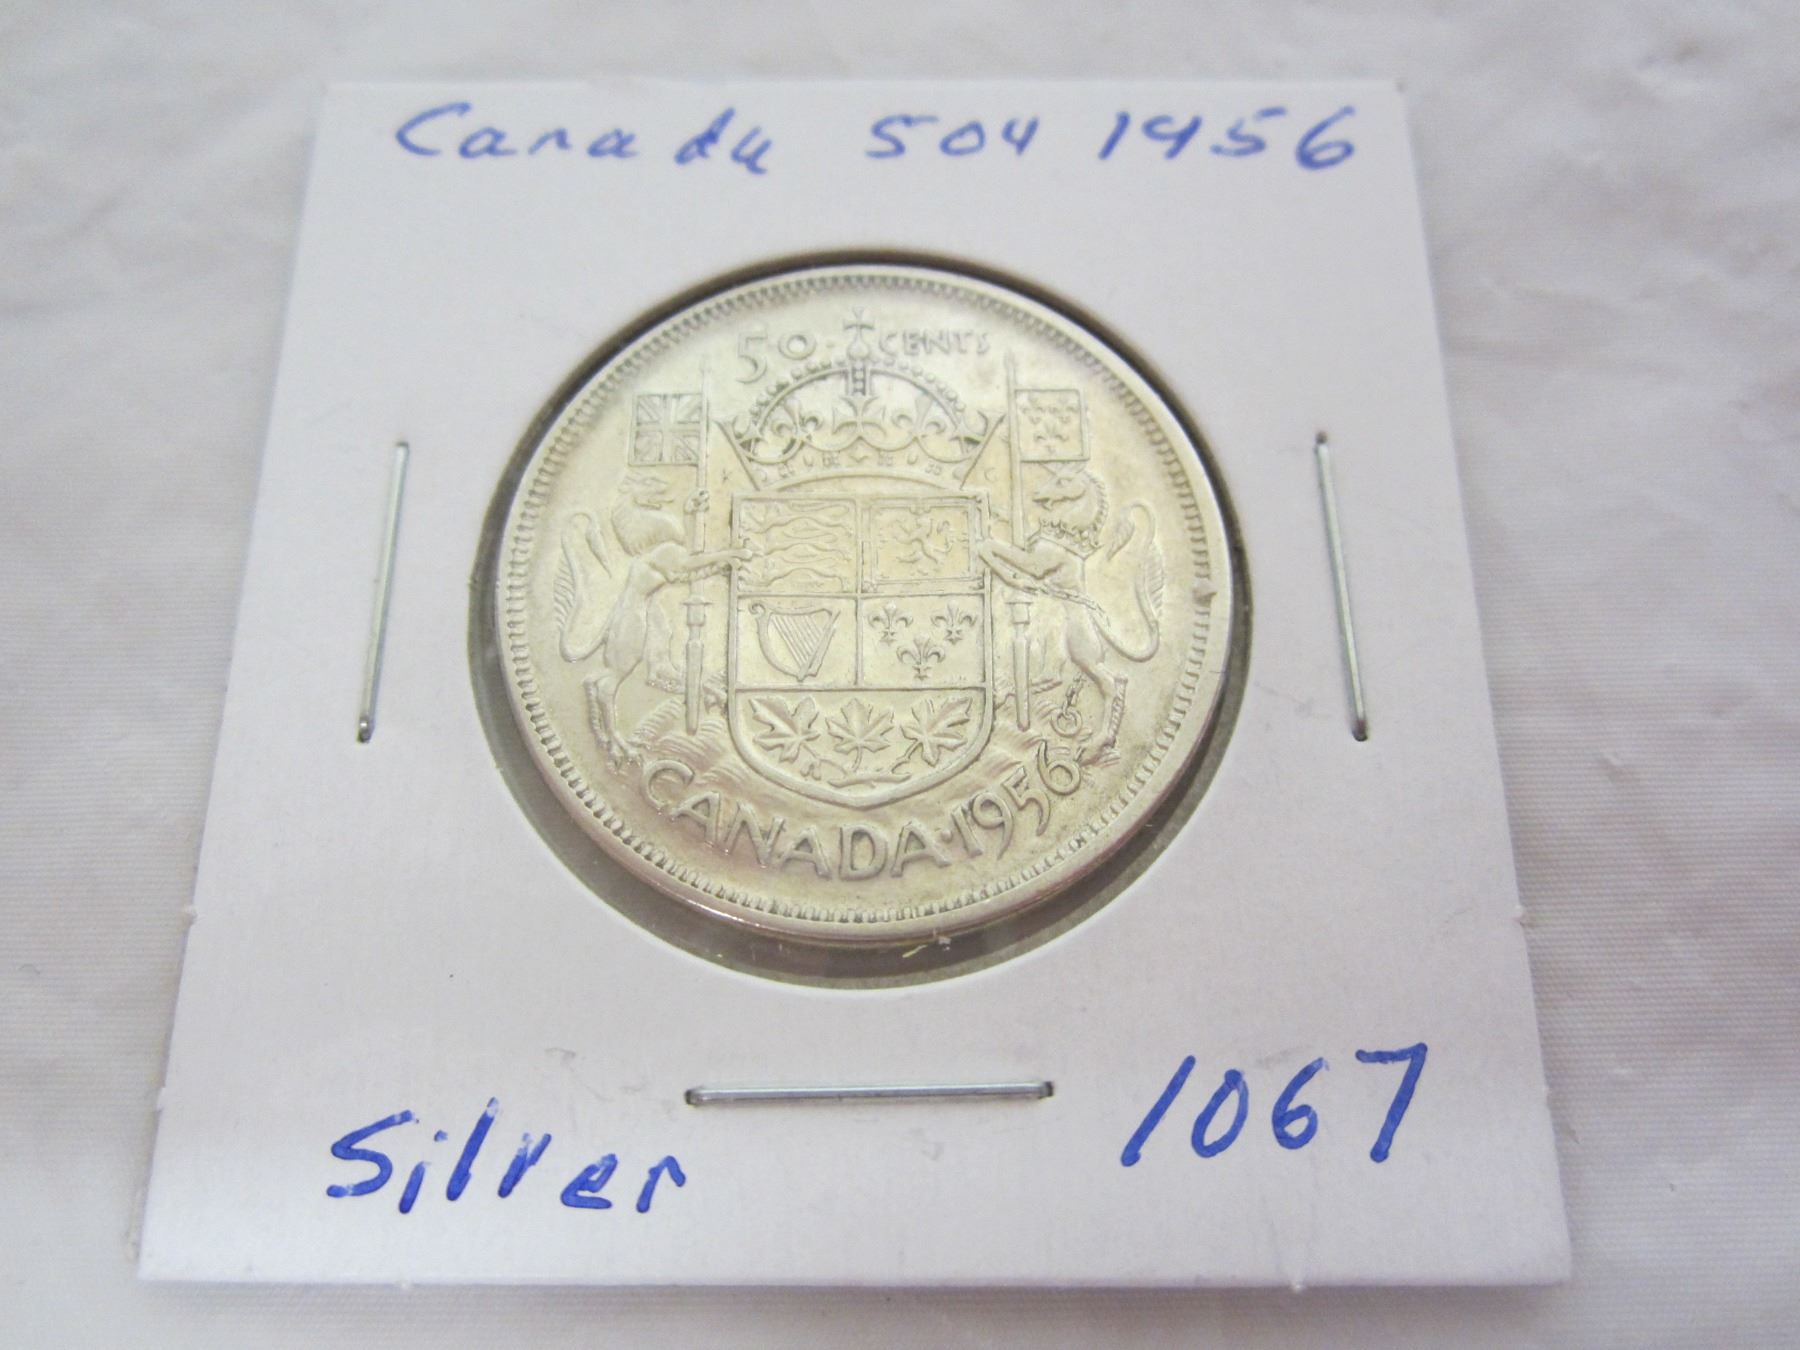 Canada 50¢ 1956
50 CENTS
K G
CANADA·1956
Silver 1067